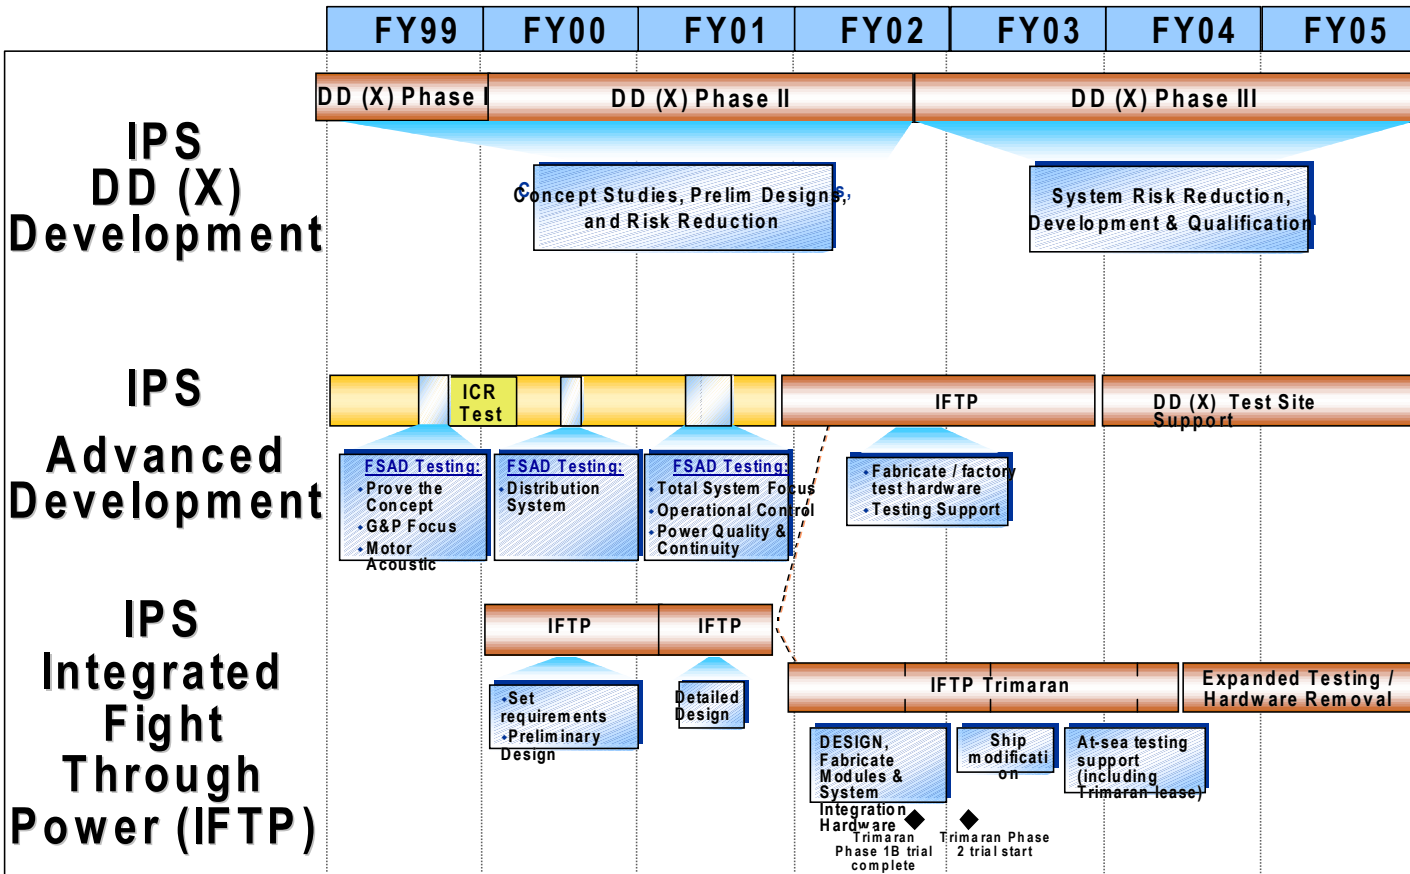 FY99 FY00 FY01 FY02 FY03 FY04 FY05
IPS
DD (X)
Development
DD (X) Phase I
DD (X) Phase II
DD (X) Phase III
Concept Studies, Prelim Designs,
and Risk Reduction
System Risk Reduction,
Development & Qualification
IPS
Advanced
Development
ICR
Test
IFTP
DD (X) Test Site
Support
FSAD Testing:
Prove the
Concept
G&P Focus
Motor
Acoustic
FSAD Testing:
Distribution
System
FSAD Testing:
Total System Focus
Operational Control
Power Quality &
Continuity
Fabricate / factory
test hardware
Testing Support
IPS
Integrated
Fight
Through
Power (IFTP)
IFTP
IFTP
Set
requirements
Preliminary
Design
Detailed
Design
IFTP Trimaran
Expanded Testing /
Hardware Removal
DESIGN,
Fabricate
Modules &
System
Integration
Hardware
Ship
modificati
on
At-sea testing
support
(including
Trimaran lease)
Trimaran
Phase 1B trial
complete
Trimaran Phase
2 trial start